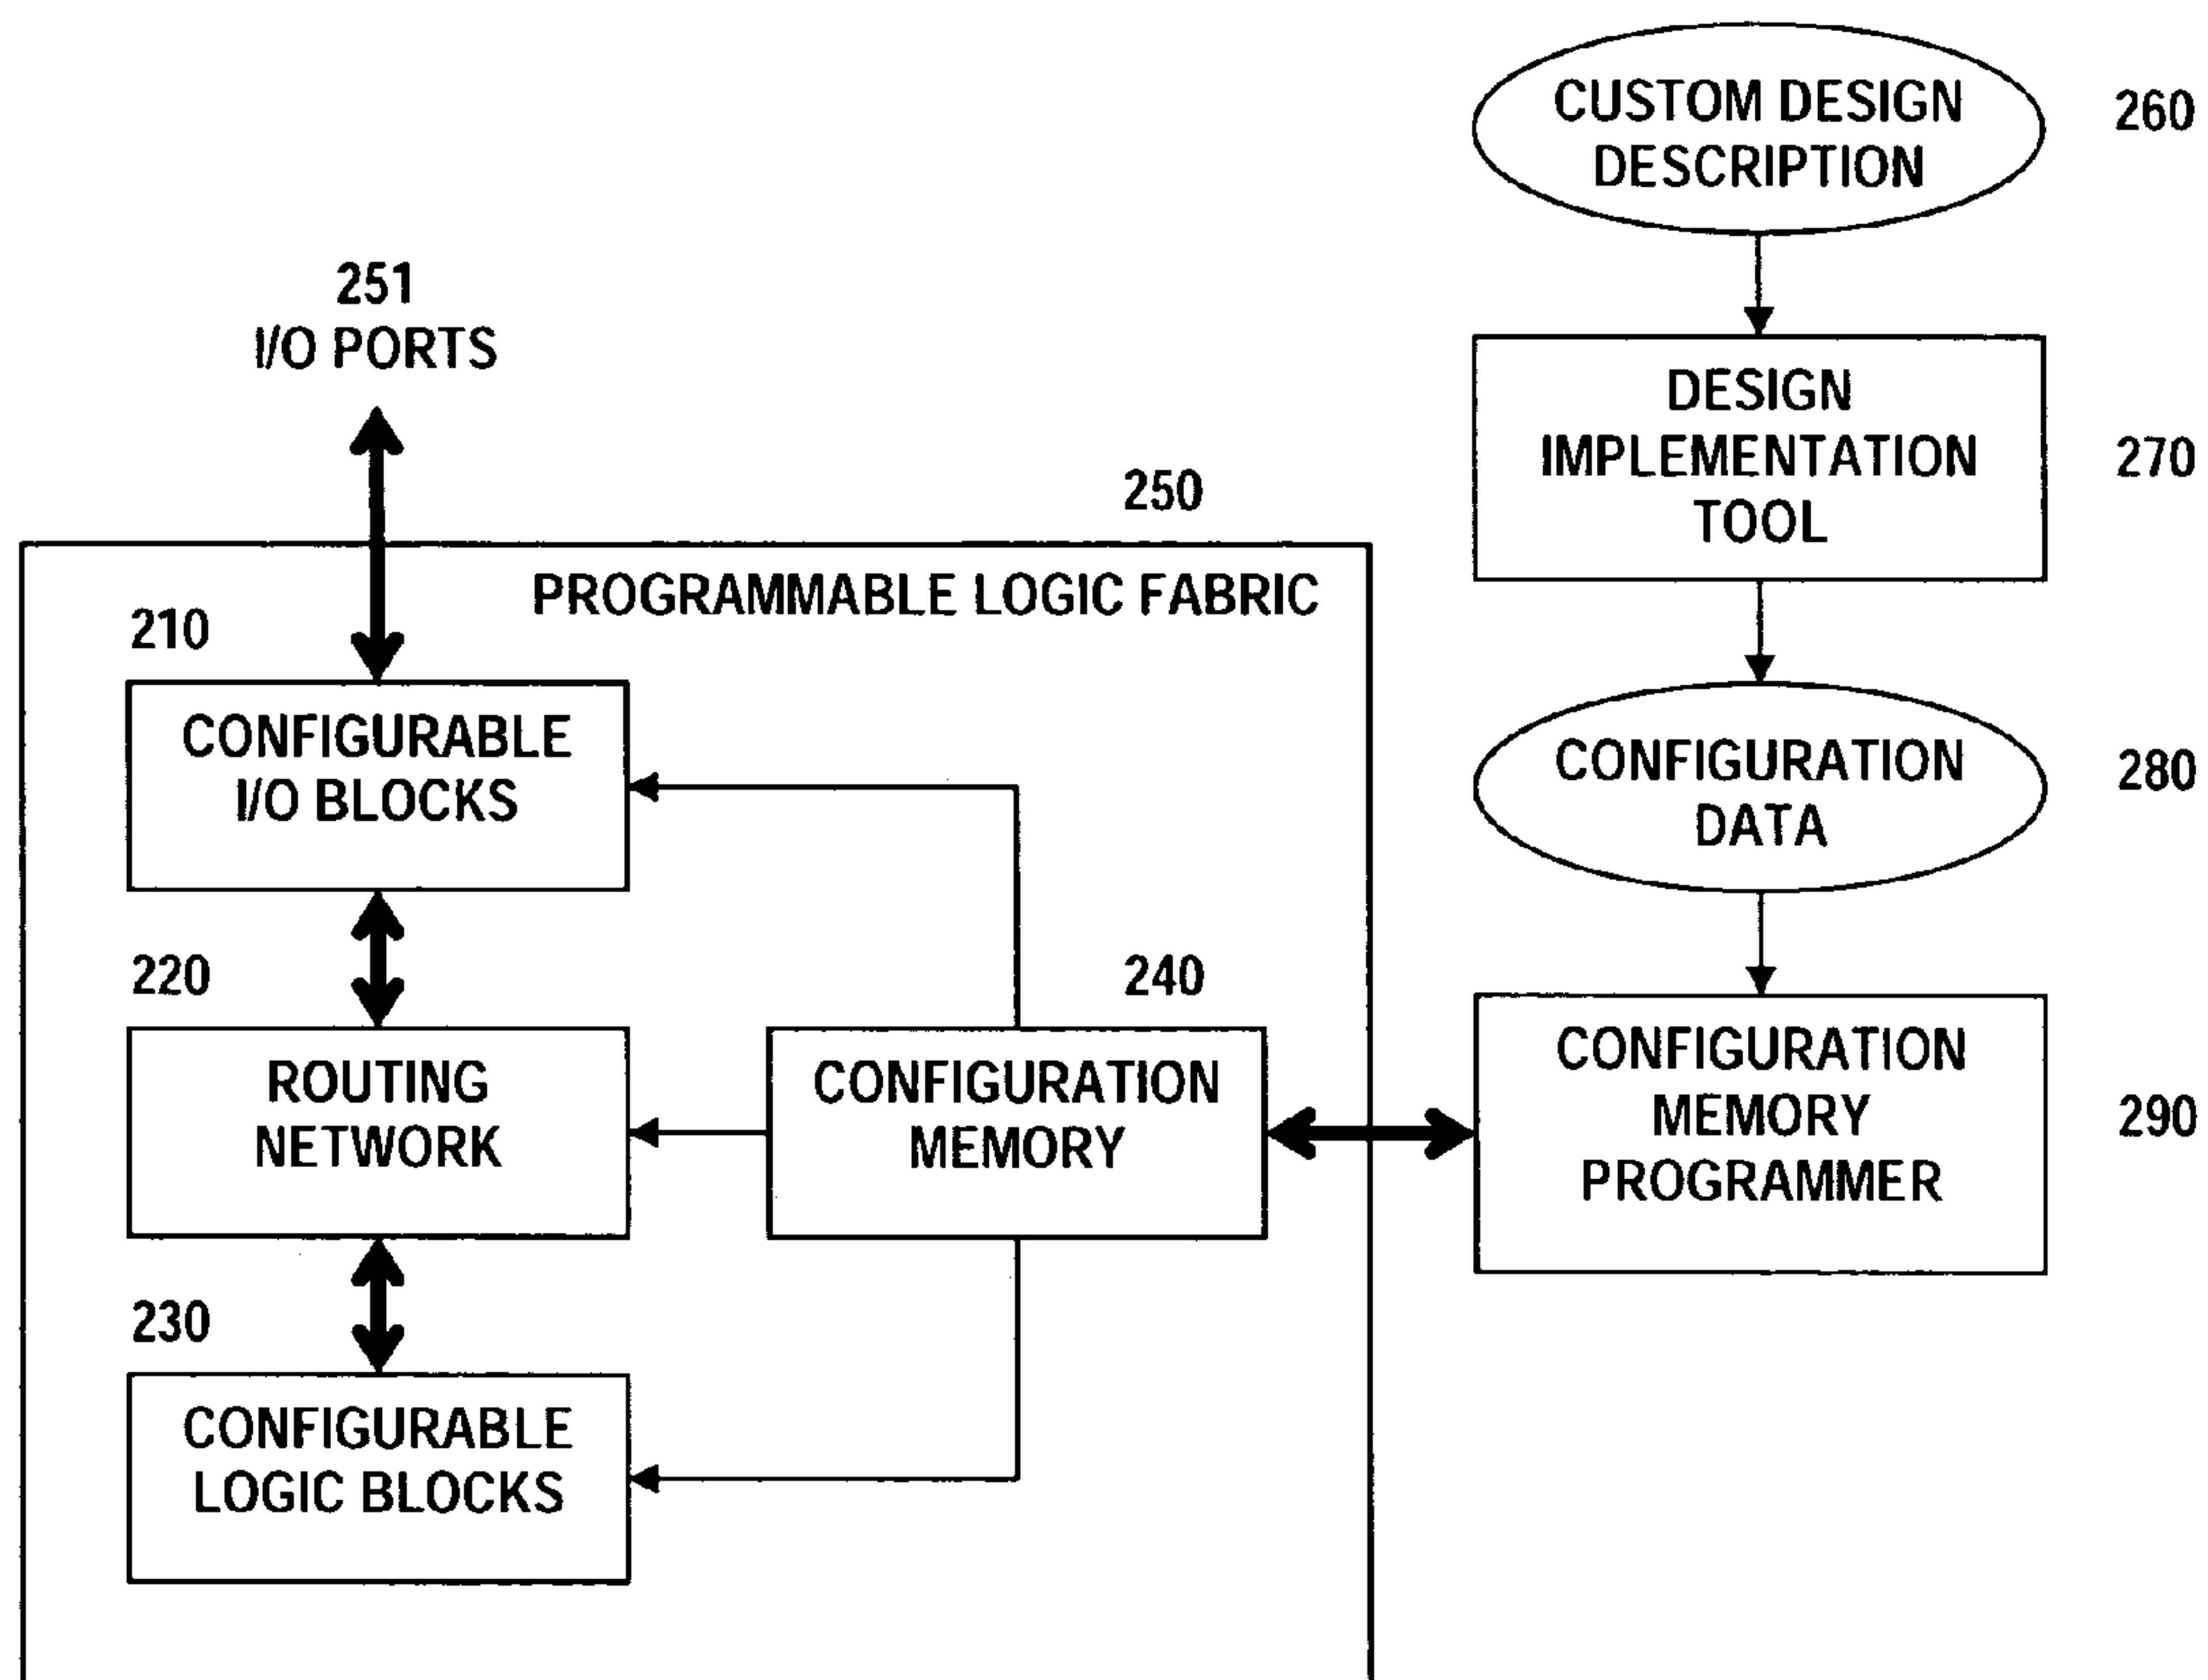 CUSTOM DESIGN
DESCRIPTION
260
251
I/O PORTS
DESIGN
IMPLEMENTATION
TOOL
270
250
PROGRAMMABLE LOGIC FABRIC
210
CONFIGURABLE
I/O BLOCKS
CONFIGURATION
DATA
280
220
ROUTING
NETWORK
240
CONFIGURATION
MEMORY
CONFIGURATION
MEMORY
PROGRAMMER
290
230
CONFIGURABLE
LOGIC BLOCKS